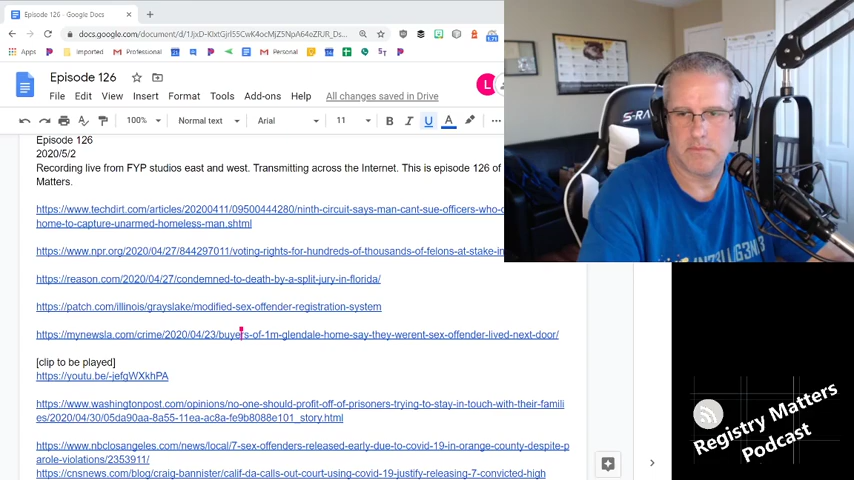 Episode 126 - Google Docs
docs.google.com/document/d/1JjxD-KlxtGjrl55CwK4ocMjZ5NpA64eZlUR_Ds...
Apps
Imported
Professional
Personal
Episode 126
File Edit View Insert Format Tools Add-ons Help All changes saved in Drive
L
100% Normal text Arial 11 B I U A
Episode 126
2020/5/2
Recording live from FYP studios east and west. Transmitting across the Internet. This is episode 126 of
Matters.
https://www.techdirt.com/articles/20200411/09500444280/ninth-circuit-says-man-cant-sue-officers-who-
home-to-capture-unarmed-homeless-man.shtml
https://www.npr.org/2020/04/27/844297011/voting-rights-for-hundreds-of-thousands-of-felons-at-stake-in
https://reason.com/2020/04/27/condemned-to-death-by-a-split-jury-in-florida/
https://patch.com/illinois/grayslake/modified-sex-offender-registration-system
https://mynewsla.com/crime/2020/04/23/buyers-of-1m-glendale-home-say-they-werent-sex-offender-lived-next-door/
[clip to be played]
https://youtu.be/-jefgWXkhPA
https://www.washingtonpost.com/opinions/no-one-should-profit-off-of-prisoners-trying-to-stay-in-touch-with-their-famili
es/2020/04/30/05da90aa-8a55-11ea-ac8a-fe9b8088e101_story.html
https://www.nbclosangeles.com/news/local/7-sex-offenders-released-early-due-to-covid-19-in-orange-county-despite-p
arole-violations/2353911/
https://cnsnews.com/blog/craig-bannister/calif-da-calls-out-court-using-covid-19-justify-releasing-7-convicted-high
Registry Matters
Podcast